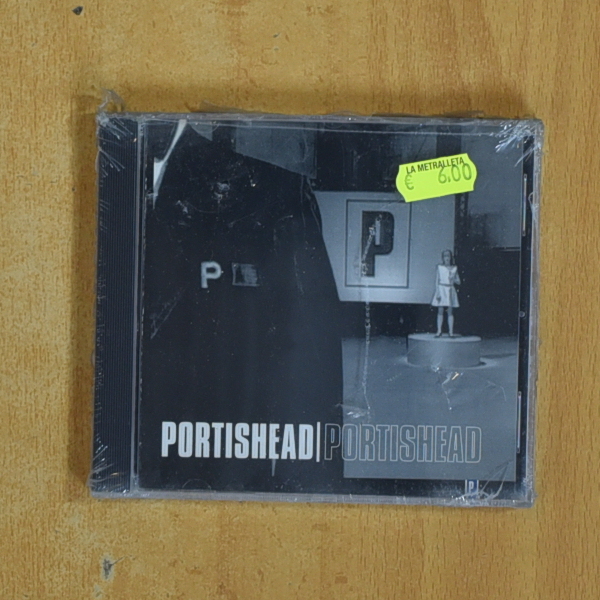 LA METRALLETA
€ 6,00
P
P
PORTISHEAD|PORTISHEAD
P